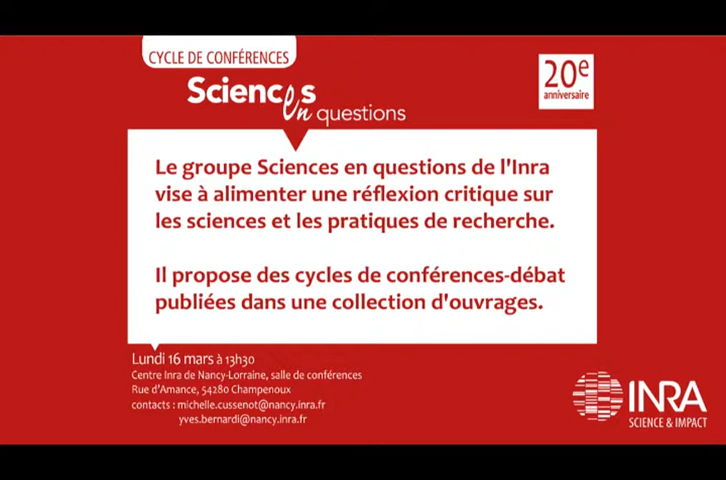 CYCLE DE CONFÉRENCES
Sciences
en questions
20e
anniversaire
Le groupe Sciences en questions de l'Inra
vise à alimenter une réflexion critique sur
les sciences et les pratiques de recherche.
Il propose des cycles de conférences-débat
publiées dans une collection d'ouvrages.
Lundi 16 mars à 13h30
Centre Inra de Nancy-Lorraine, salle de conférences
Rue d'Amance, 54280 Champenoux
contacts : michelle.cussenot@nancy.inra.fr
yves.bernardi@nancy.inra.fr
INRA
SCIENCE & IMPACT